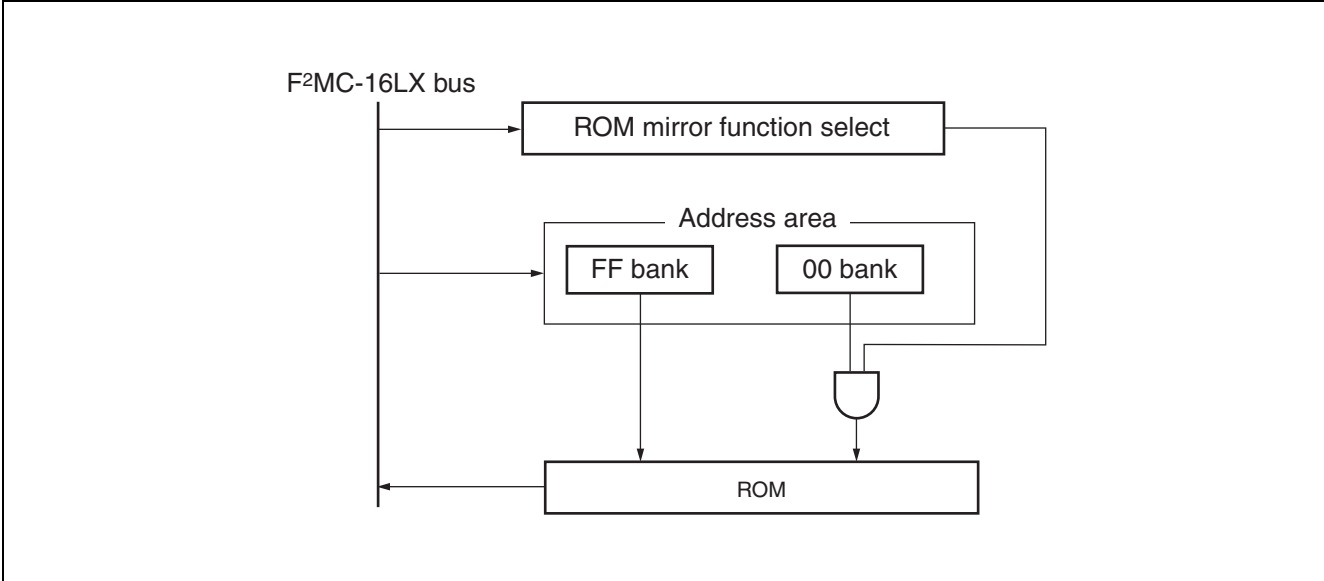 F²MC-16LX bus
ROM mirror function select
Address area
FF bank
00 bank
ROM